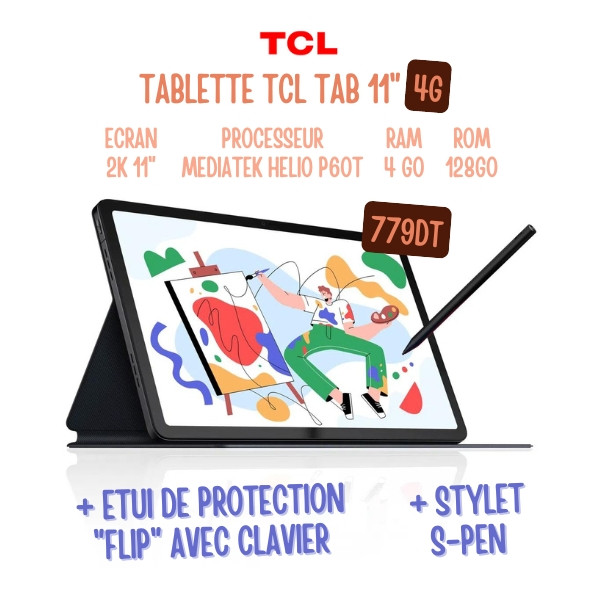 TCL
TABLETTE TCL TAB 11" 4G
ECRAN PROCESSEUR RAM ROM
2K 11" MEDIATEK HELIO P60T 4 GO 128GO
779DT
+ ETUI DE PROTECTION + STYLET
"FLIP" AVEC CLAVIER S-PEN